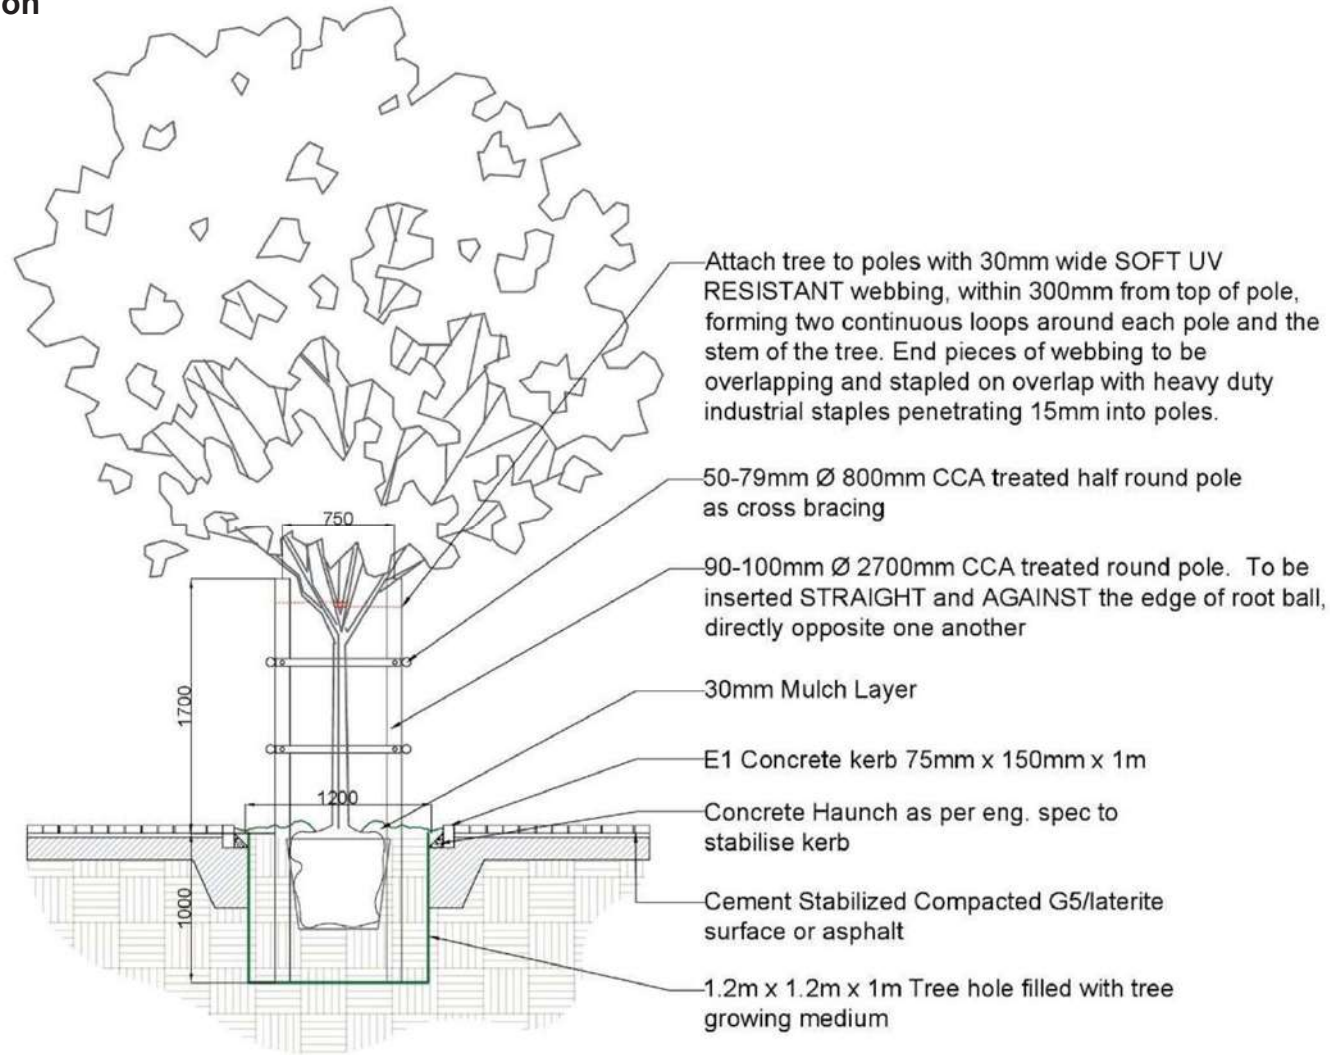 on
Attach tree to poles with 30mm wide SOFT UV
RESISTANT webbing, within 300mm from top of pole,
forming two continuous loops around each pole and the
stem of the tree. End pieces of webbing to be
overlapping and stapled on overlap with heavy duty
industrial staples penetrating 15mm into poles.
50-79mm Ø 800mm CCA treated half round pole
as cross bracing
750
90-100mm Ø 2700mm CCA treated round pole. To be
inserted STRAIGHT and AGAINST the edge of root ball,
directly opposite one another
30mm Mulch Layer
1700
E1 Concrete kerb 75mm x 150mm x 1m
1200
Concrete Haunch as per eng. spec to
stabilise kerb
1000
Cement Stabilized Compacted G5/laterite
surface or asphalt
1.2m x 1.2m x 1m Tree hole filled with tree
growing medium